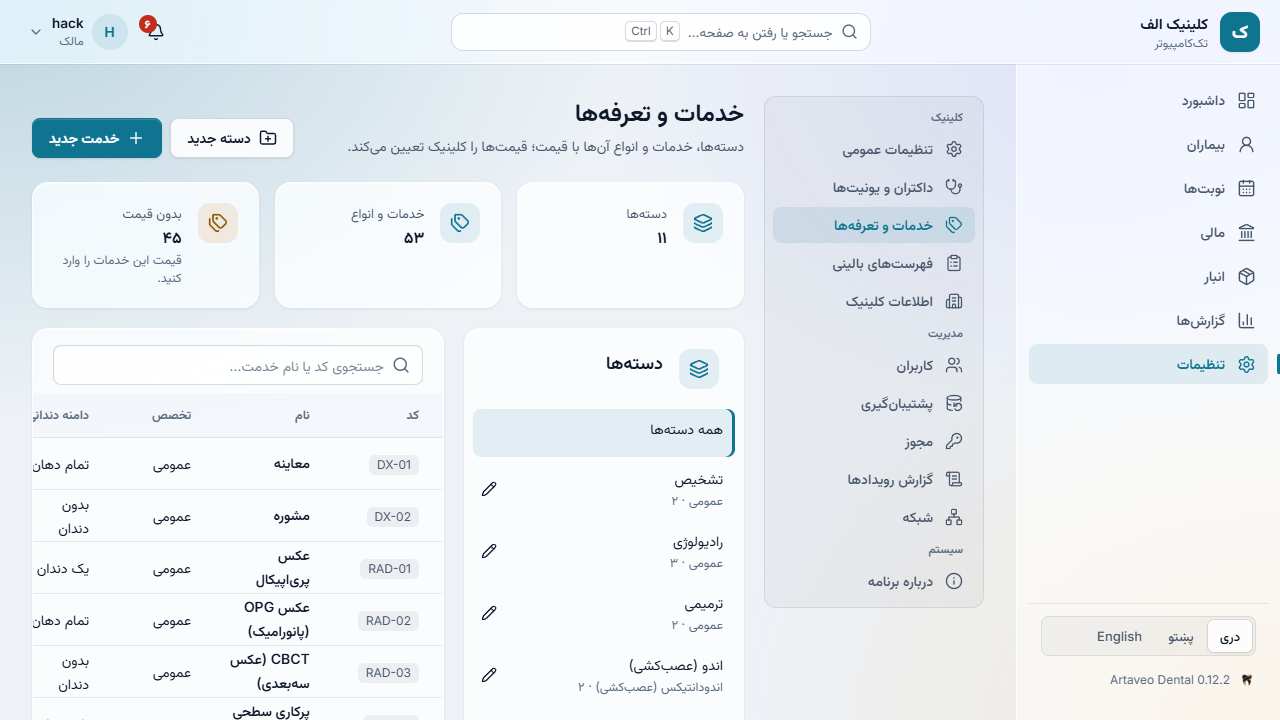 کلینیک الف
تک‌کامپیوتر
جستجو یا رفتن به صفحه...
Ctrl K
۶
hack
مالک
H
ک
داشبورد
بیماران
نوبت‌ها
مالی
انبار
گزارش‌ها
تنظیمات
دری
پښتو
English
Artaveo Dental 0.12.2
کلینیک
تنظیمات عمومی
داکتران و یونیت‌ها
خدمات و تعرفه‌ها
فهرست‌های بالینی
اطلاعات کلینیک
مدیریت
کاربران
پشتیبان‌گیری
مجوز
گزارش رویدادها
شبکه
سیستم
درباره برنامه
خدمات و تعرفه‌ها
دسته‌ها، خدمات و انواع آن‌ها با قیمت؛ قیمت‌ها را کلینیک تعیین می‌کند.
دسته جدید
خدمت جدید
دسته‌ها
۱۱
خدمات و انواع
۵۳
بدون قیمت
۴۵
قیمت این خدمات را وارد
کنید.
دسته‌ها
همه دسته‌ها
تشخیص
عمومی · ۲
رادیولوژی
عمومی · ۳
ترمیمی
عمومی · ۲
اندو (عصب‌کشی)
اندودانتیکس (عصب‌کشی) · ۲
جستجوی کد یا نام خدمت...
کد نام تخصص دامنه دندانی
DX-01 معاینه عمومی تمام دهان
DX-02 مشوره عمومی بدون
دندان
RAD-01 عکس
پری‌اپیکال عمومی یک دندان
RAD-02 عکس OPG
(پانورامیک) عمومی تمام دهان
RAD-03 CBCT (عکس
سه‌بعدی) عمومی بدون
دندان
پرکاری سطحی